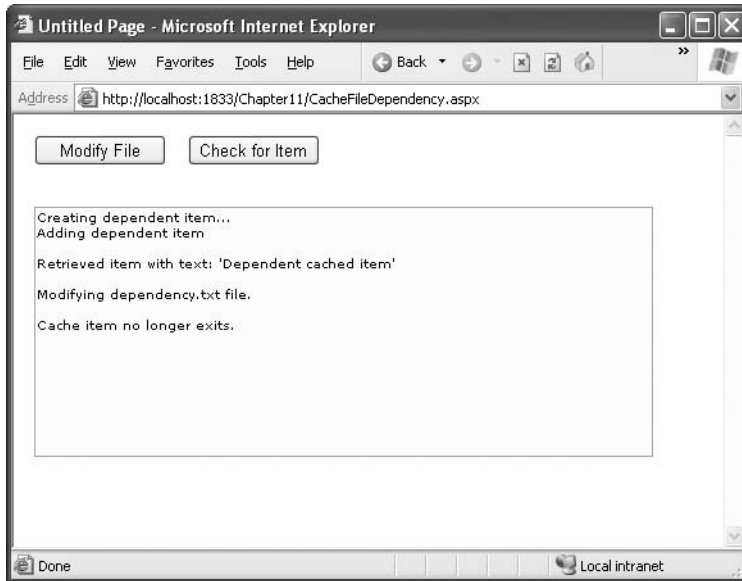 Untitled Page - Microsoft Internet Explorer
File Edit View Favorites Tools Help Back »
Address http://localhost:1833/Chapter11/CacheFileDependency.aspx
Modify File Check for Item
Creating dependent item...
Adding dependent item
Retrieved item with text: 'Dependent cached item'
Modifying dependency.txt file.
Cache item no longer exits.
Done Local intranet